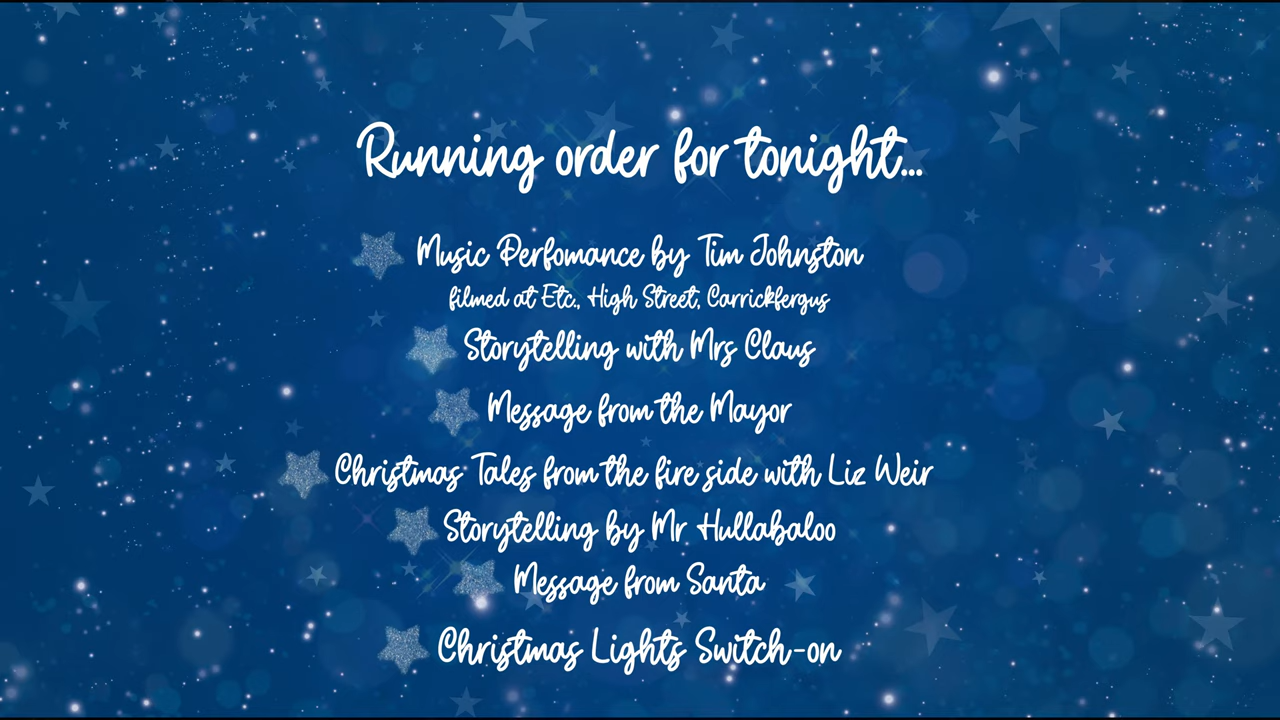 Running order for tonight...
Music Perfomance by Tim Johnston
filmed at Etc., High Street, Carrickfergus
Storytelling with Mrs Claus
Message from the Mayor
Christmas Tales from the fire side with Liz Weir
Storytelling by Mr Hullabaloo
Message from Santa
Christmas Lights Switch-on